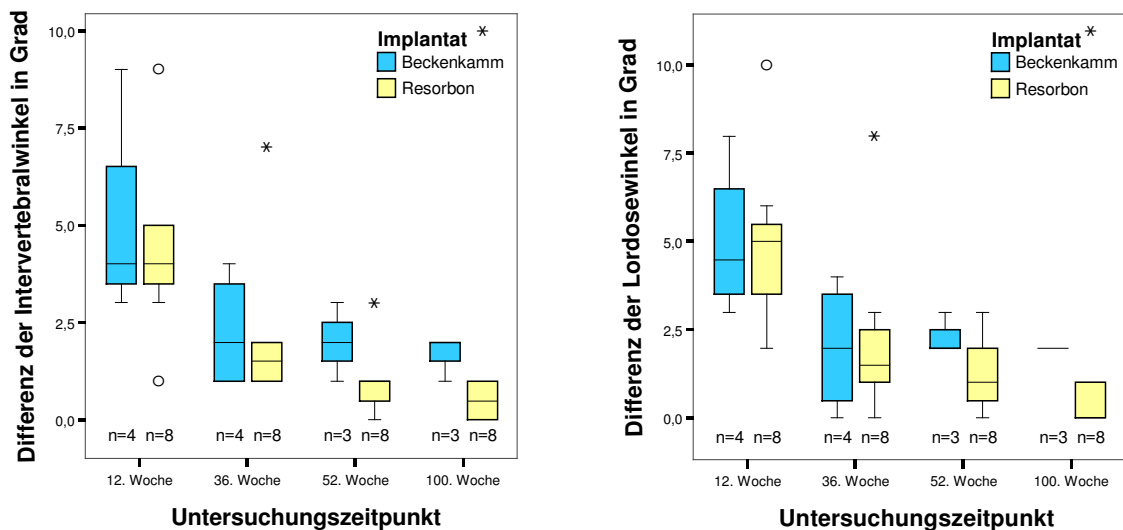 Differenz der Intervertebralwinkel in Grad
10,0
7,5
5,0
2,5
0,0
Implantat *
Beckenkamm
Resorbon
n=4 n=8 n=4 n=8 n=3 n=8 n=3 n=8
12. Woche 36. Woche 52. Woche 100. Woche
Untersuchungszeitpunkt
Differenz der Lordosewinkel in Grad
10,0
7,5
5,0
2,5
0,0
Implantat *
Beckenkamm
Resorbon
n=4 n=8 n=4 n=8 n=3 n=8 n=3 n=8
12. Woche 36. Woche 52. Woche 100. Woche
Untersuchungszeitpunkt